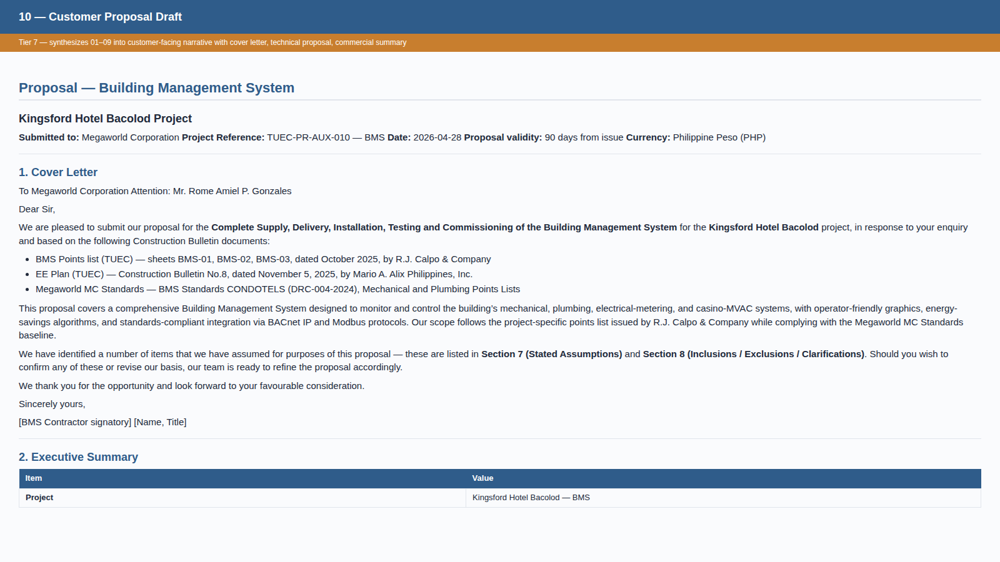 10 — Customer Proposal Draft
Tier 7 — synthesizes 01–09 into customer-facing narrative with cover letter, technical proposal, commercial summary
Proposal — Building Management System
Kingsford Hotel Bacolod Project
Submitted to: Megaworld Corporation Project Reference: TUEC-PR-AUX-010 — BMS Date: 2026-04-28 Proposal validity: 90 days from issue Currency: Philippine Peso (PHP)
1. Cover Letter
To Megaworld Corporation Attention: Mr. Rome Amiel P. Gonzales
Dear Sir,
We are pleased to submit our proposal for the Complete Supply, Delivery, Installation, Testing and Commissioning of the Building Management System for the Kingsford Hotel Bacolod project, in response to your enquiry
and based on the following Construction Bulletin documents:
• BMS Points list (TUEC) — sheets BMS-01, BMS-02, BMS-03, dated October 2025, by R.J. Calpo & Company
• EE Plan (TUEC) — Construction Bulletin No.8, dated November 5, 2025, by Mario A. Alix Philippines, Inc.
• Megaworld MC Standards — BMS Standards CONDOTELS (DRC-004-2024), Mechanical and Plumbing Points Lists
This proposal covers a comprehensive Building Management System designed to monitor and control the building’s mechanical, plumbing, electrical-metering, and casino-MVAC systems, with operator-friendly graphics, energy-
savings algorithms, and standards-compliant integration via BACnet IP and Modbus protocols. Our scope follows the project-specific points list issued by R.J. Calpo & Company while complying with the Megaworld MC Standards
baseline.
We have identified a number of items that we have assumed for purposes of this proposal — these are listed in Section 7 (Stated Assumptions) and Section 8 (Inclusions / Exclusions / Clarifications). Should you wish to
confirm any of these or revise our basis, our team is ready to refine the proposal accordingly.
We thank you for the opportunity and look forward to your favourable consideration.
Sincerely yours,
[BMS Contractor signatory] [Name, Title]
2. Executive Summary
Item Value
Project Kingsford Hotel Bacolod — BMS